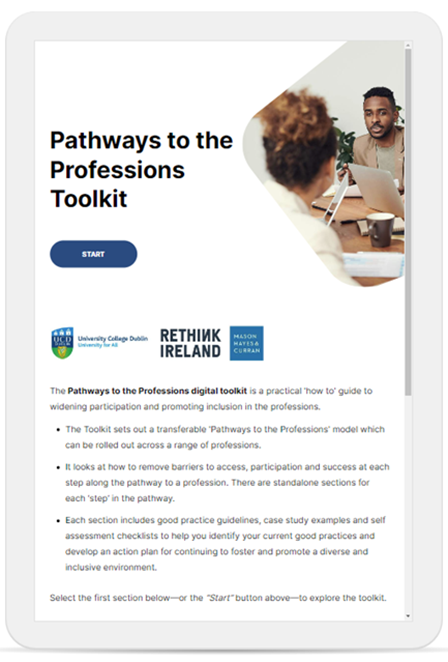 Pathways to the
Professions
Toolkit
START
UCD
DUBLIN
University College Dublin
University for All
RETHINK
IRELAND
MASON
HAYES &
CURRAN
The Pathways to the Professions digital toolkit is a practical 'how to' guide to
widening participation and promoting inclusion in the professions.
• The Toolkit sets out a transferable 'Pathways to the Professions' model which
can be rolled out across a range of professions.
• It looks at how to remove barriers to access, participation and success at each
step along the pathway to a profession. There are standalone sections for
each 'step' in the pathway.
• Each section includes good practice guidelines, case study examples and self
assessment checklists to help you identify your current good practices and
develop an action plan for continuing to foster and promote a diverse and
inclusive environment.
Select the first section below—or the "Start" button above—to explore the toolkit.